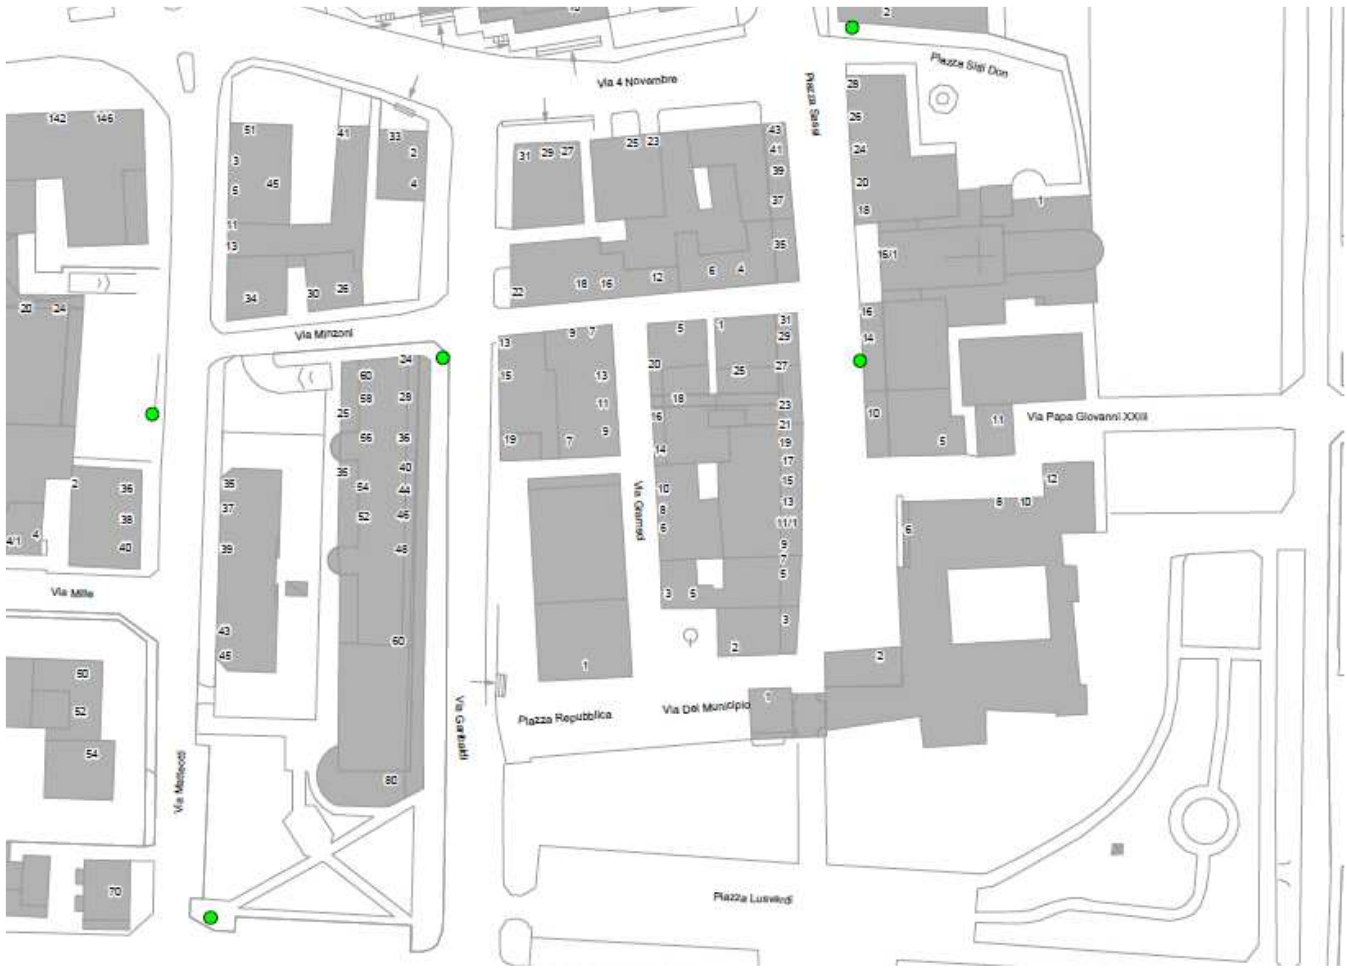 2
Piazza Sisti Don
Via 4 Novembre
Piazza Sassi
142 146
51 41 33 2 4
3 5 45 11 13
34 30 26
31 29 27
25 23
43 41 39 37 35
22 18 16 12 6 4
28 26 24 20 18
1
15/1
16 14 10 5
11
20 24
Via Minzoni
13 15 19
9 7
13 11 9 7
5 1
20 18 16 14 10 8 6
25
31 29 27 23 21 19 17 15 13 11/1 9 7 5 3
24 28 36 40 44 46 48 60 80
60 58 56 54 52
25 35
35 37 39 43 45
2 36 38 40
4/1 4
Via Papa Giovanni XXIII
Via Gramsci
6 8 10 12
Via Mille
3 5
2
1
2
1
50 52 54
Piazza Repubblica
Via Del Municipio
Via Garibaldi
Via Matteotti
70
Piazza Lusvardi